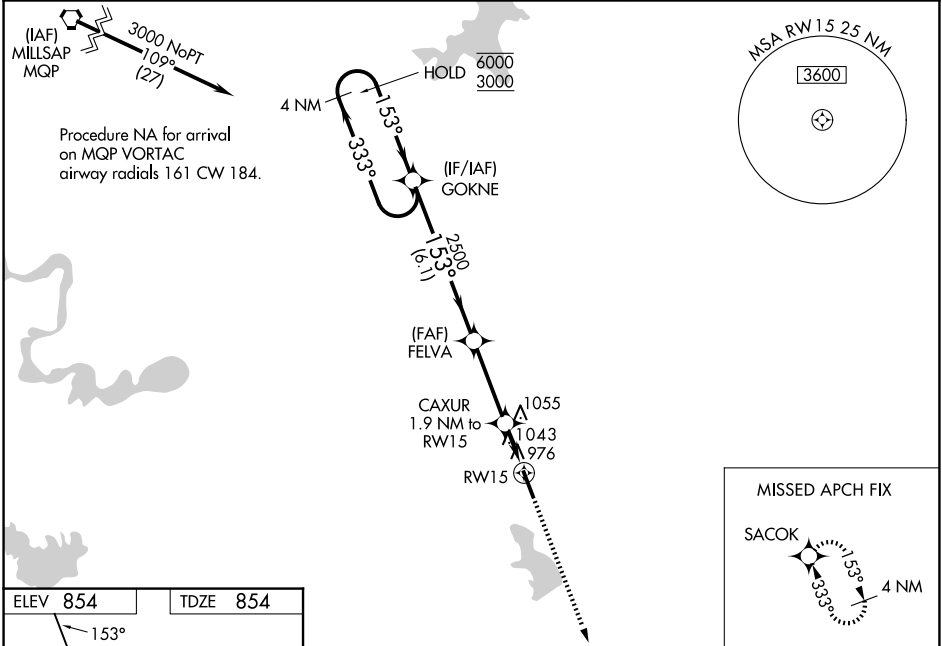 (IAF)
MILLSAP
MQP
3000 NoPT
109°
(27)
Procedure NA for arrival
on MQP VORTAC
airway radials 161 CW 184.
HOLD
6000
3000
4 NM
153°
333°
(IF/IAF)
GOKNE
2500
153°
(6.1)
(FAF)
FELVA
CAXUR
1.9 NM to
RW15
1055
1043
976
RW15
MSA RW15 25 NM
3600
MISSED APCH FIX
SACOK
153°
333°
4 NM
ELEV 854
TDZE 854
153°